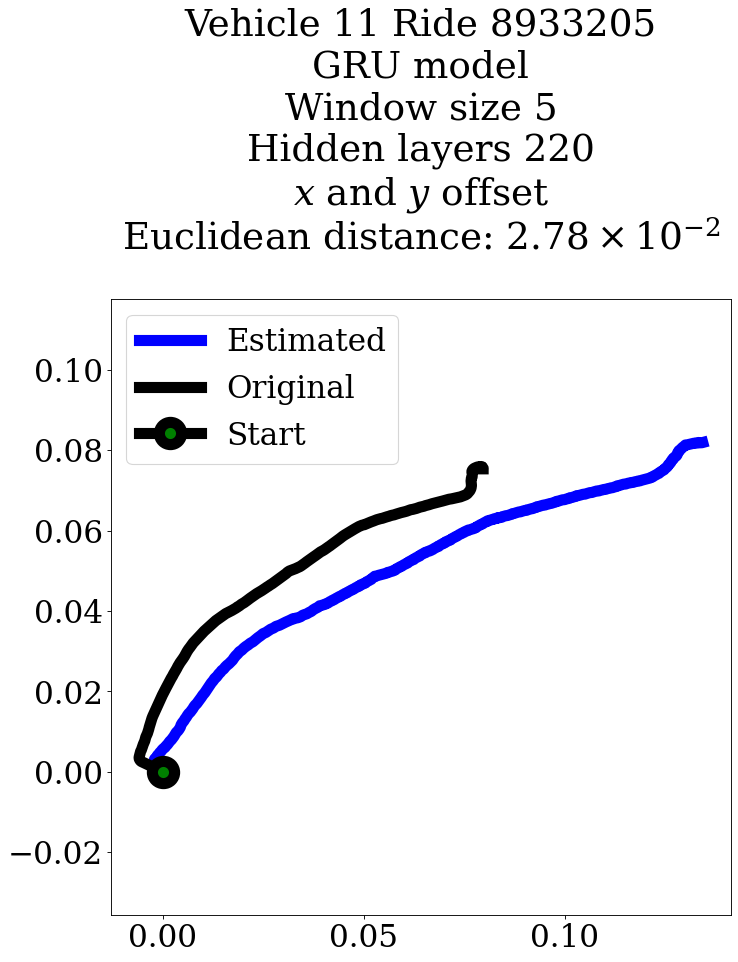 Vehicle 11 Ride 8933205
GRU model
Window size 5
Hidden layers 220
x and y offset
Euclidean distance: 2.78 × 10⁻²
Estimated
Original
Start
0.10
0.08
0.06
0.04
0.02
0.00
−0.02
0.00 0.05 0.10